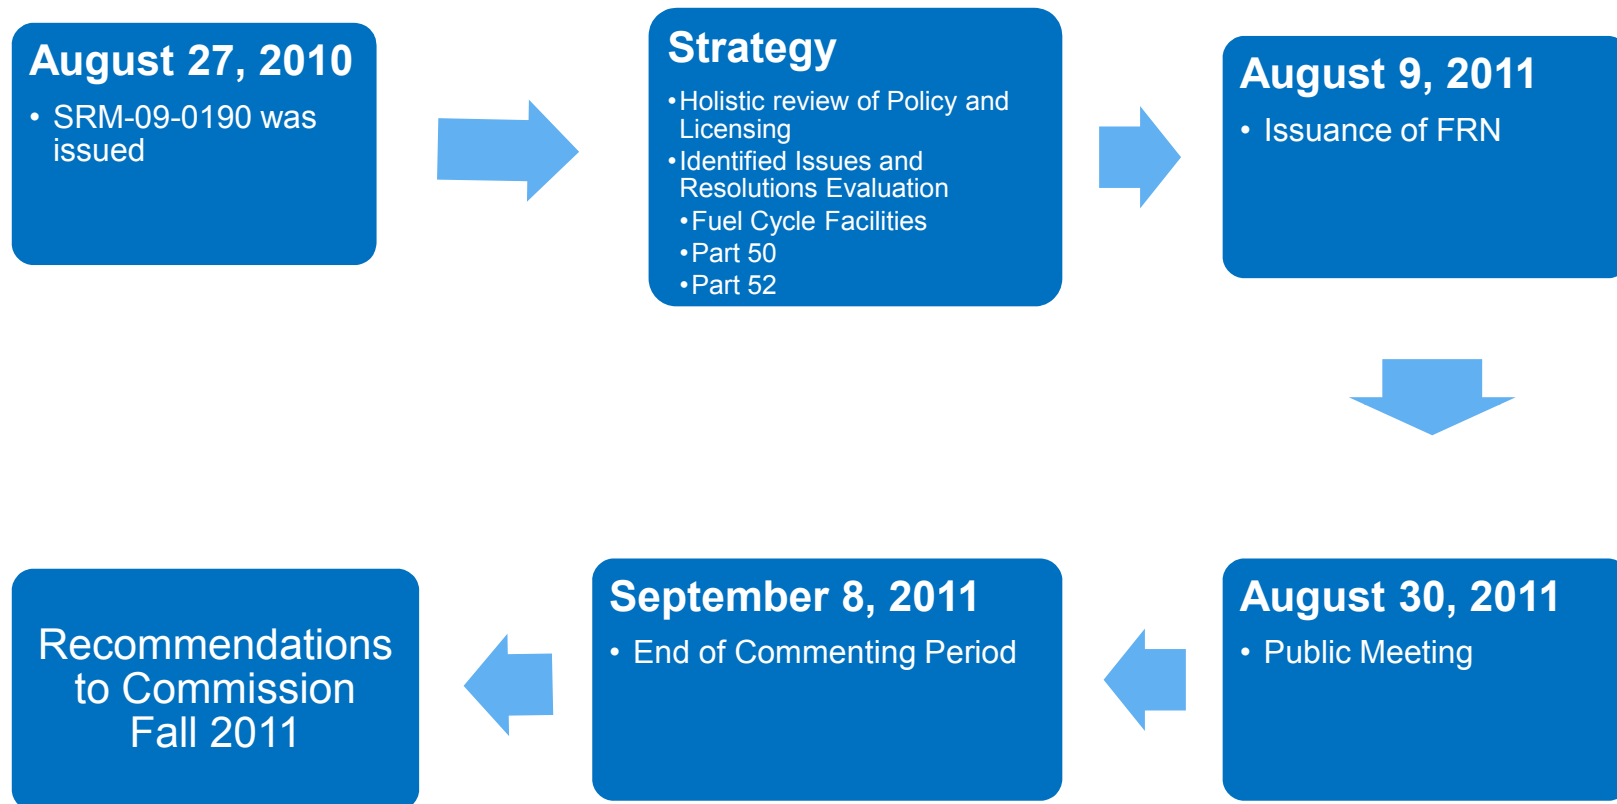 August 27, 2010
• SRM-09-0190 was
issued
Strategy
•Holistic review of Policy and
Licensing
•Identified Issues and
Resolutions Evaluation
•Fuel Cycle Facilities
•Part 50
•Part 52
August 9, 2011
• Issuance of FRN
August 30, 2011
• Public Meeting
September 8, 2011
• End of Commenting Period
Recommendations
to Commission
Fall 2011